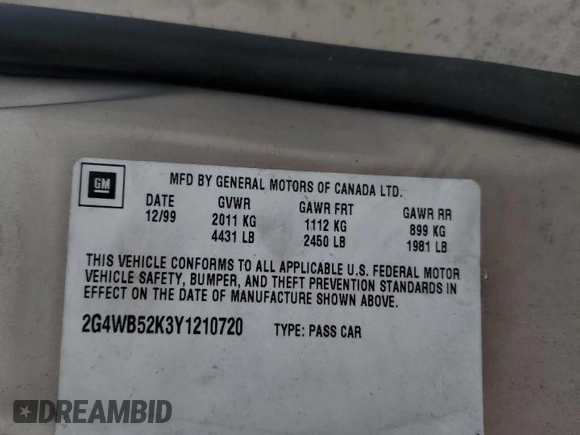 GM
MFD BY GENERAL MOTORS OF CANADA LTD.
DATE GVWR GAWR FRT GAWR RR
12/99 2011 KG 1112 KG 899 KG
4431 LB 2450 LB 1981 LB
THIS VEHICLE CONFORMS TO ALL APPLICABLE U.S. FEDERAL MOTOR
VEHICLE SAFETY, BUMPER, AND THEFT PREVENTION STANDARDS IN
EFFECT ON THE DATE OF MANUFACTURE SHOWN ABOVE.
2G4WB52K3Y1210720 TYPE: PASS CAR
DREAMBID